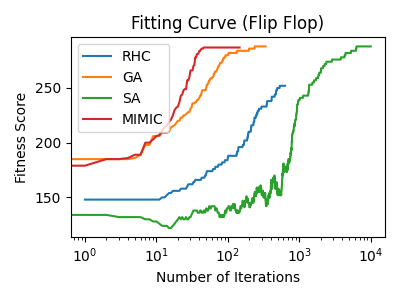 Fitting Curve (Flip Flop)
RHC
GA
SA
MIMIC
Fitness Score
250
200
150
10⁰ 10¹ 10² 10³ 10⁴
Number of Iterations